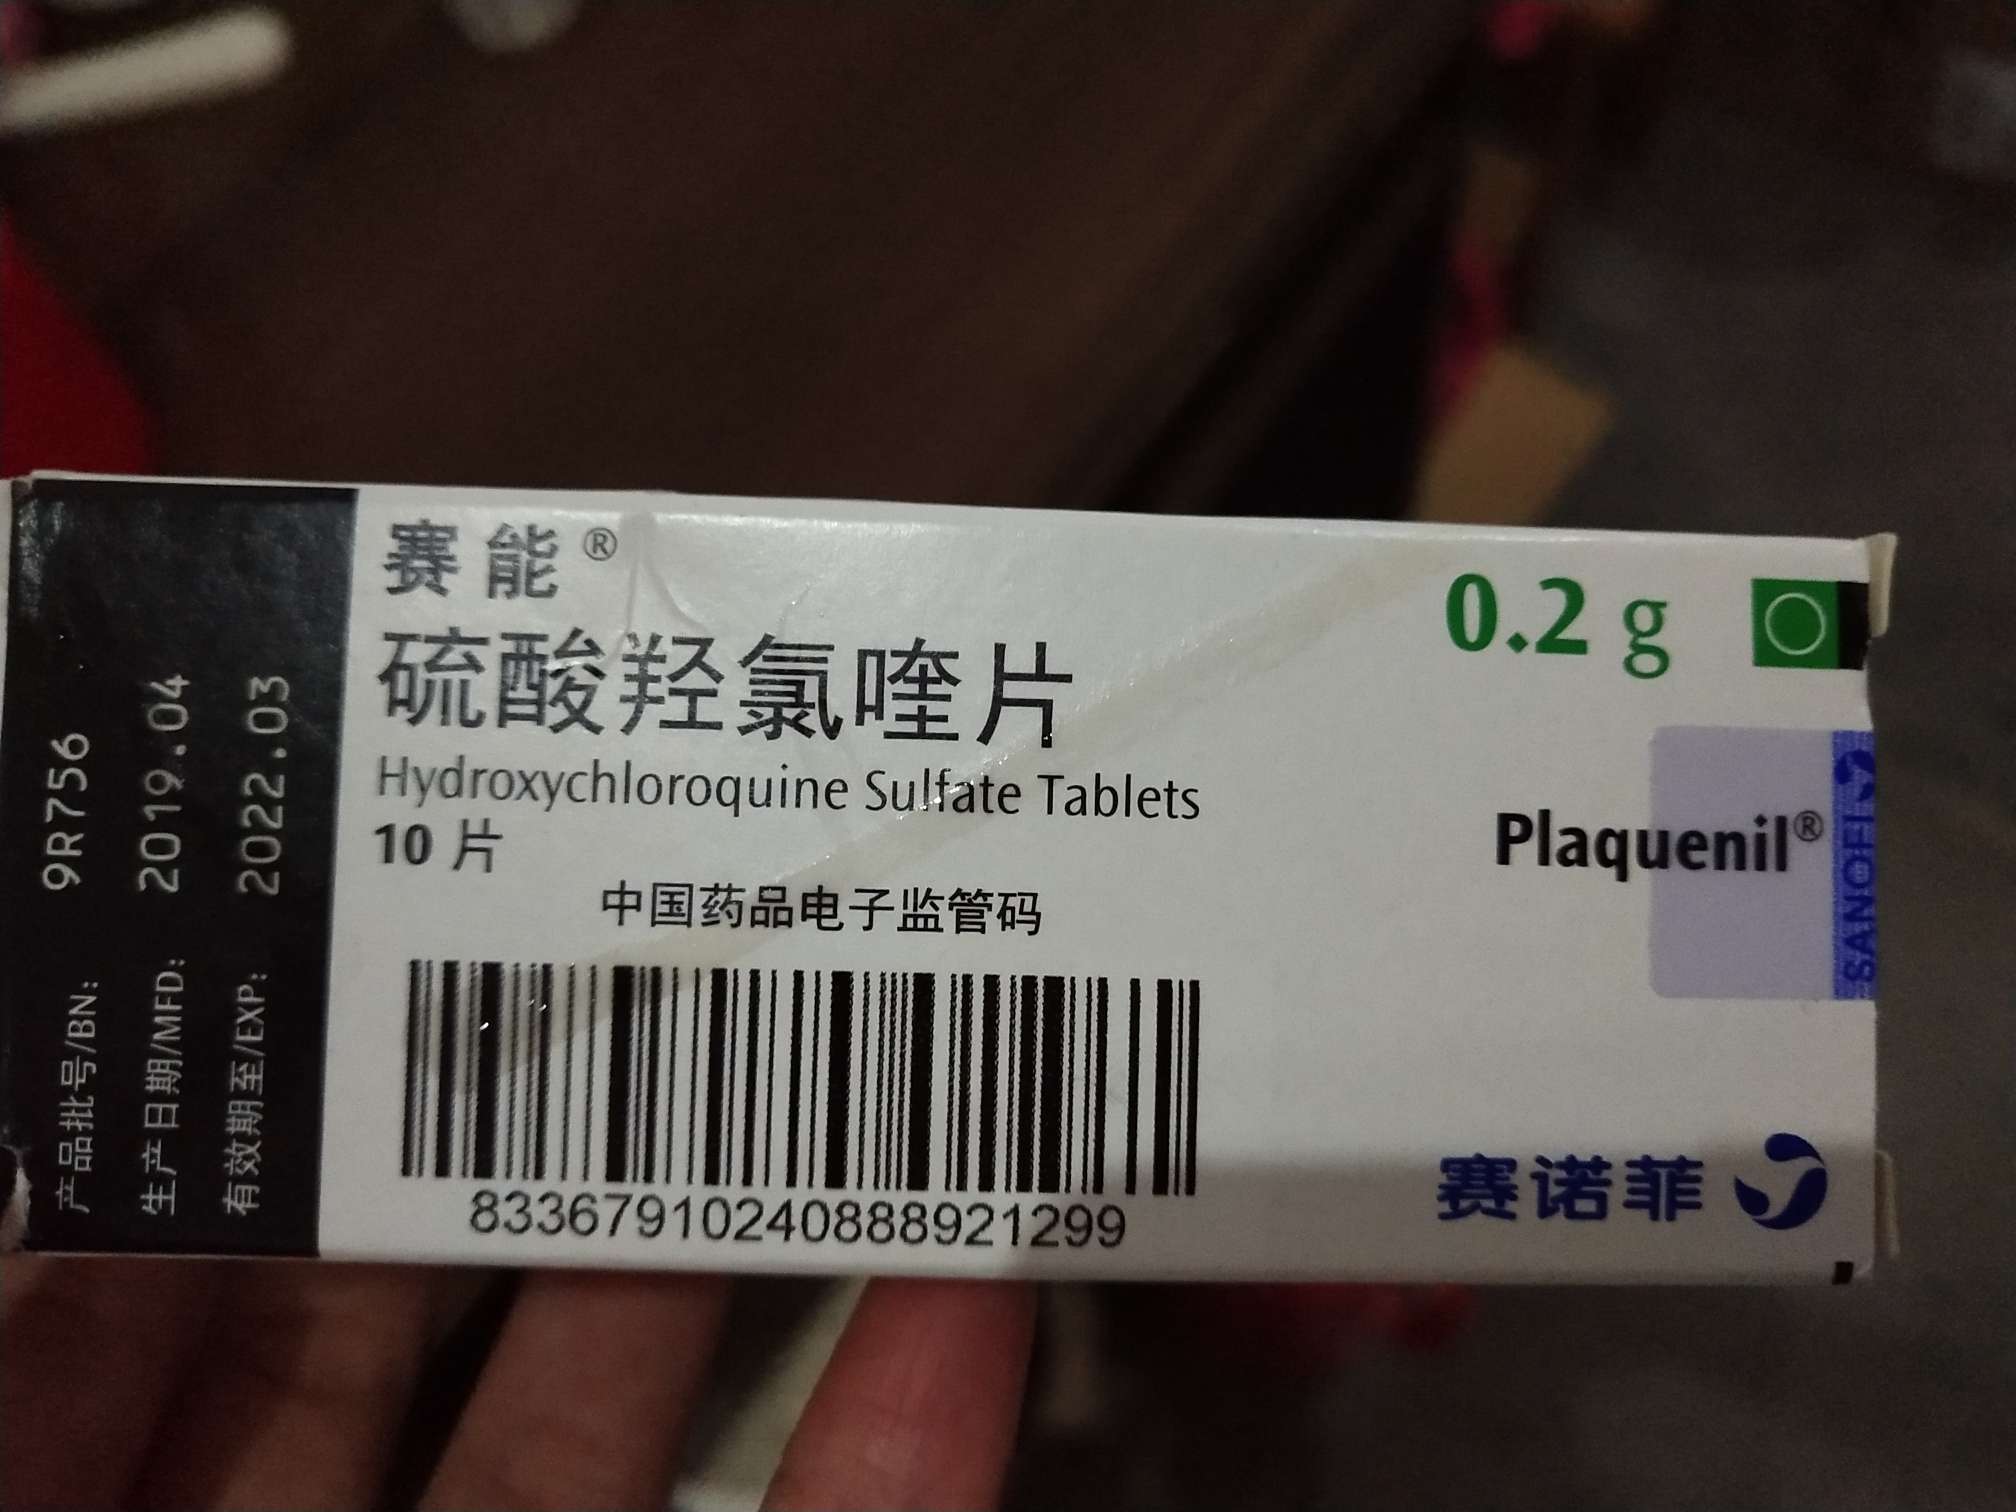 产品批号/BN: 9R756
生产日期/MFD: 2019.04
有效期至/EXP: 2022.03
赛能®
硫酸羟氯喹片
Hydroxychloroquine Sulfate Tablets
10 片
中国药品电子监管码
83367910240888921299
0.2 g
Plaquenil®
SANOFI
赛诺菲